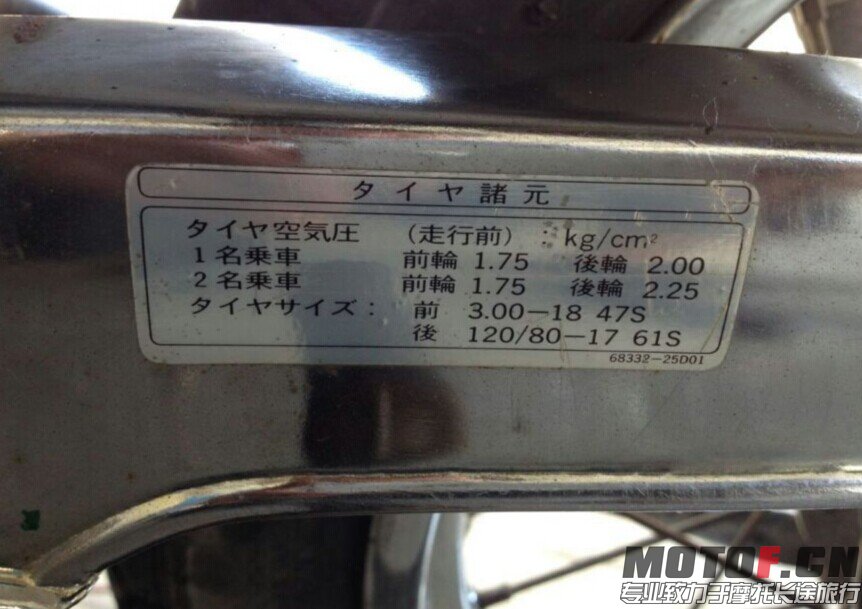 タイヤ諸元
タイヤ空気圧 (走行前) : kg/cm²
1名乗車 前輪 1.75 後輪 2.00
2名乗車 前輪 1.75 後輪 2.25
タイヤサイズ: 前 3.00-18 47S
後 120/80-17 61S
68332-25D01
MOTOF.CN
专业致力于摩托长途旅行